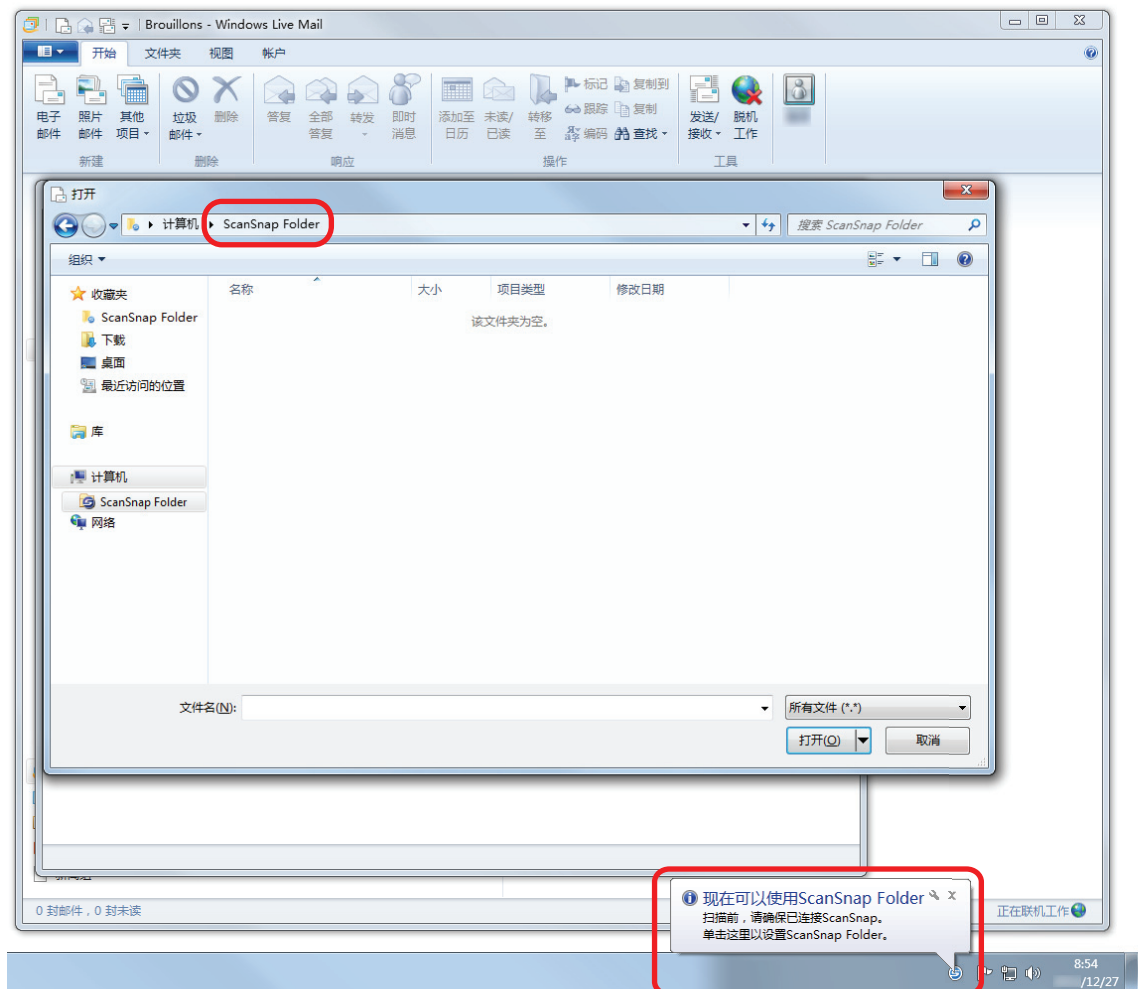 Brouillons - Windows Live Mail
开始 文件夹 视图 帐户
电子邮件 照片邮件 其他项目 垃圾邮件 删除 答复 全部答复 转发 即时消息 添加至日历 未读/已读 转移至 标记 跟踪 编码 复制到 复制 查找 发送/接收 脱机工作
新建 删除 响应 操作 工具
打开
计算机 ScanSnap Folder 搜索 ScanSnap Folder
组织
名称 大小 项目类型 修改日期
该文件夹为空。
收藏夹
ScanSnap Folder
下载
桌面
最近访问的位置
库
计算机
ScanSnap Folder
网络
文件名(N): 所有文件 (*.*)
打开(O) 取消
0 封邮件，0 封未读 正在联机工作
现在可以使用ScanSnap Folder
扫描前，请确保已连接ScanSnap。
单击这里以设置ScanSnap Folder。
8:54
/12/27